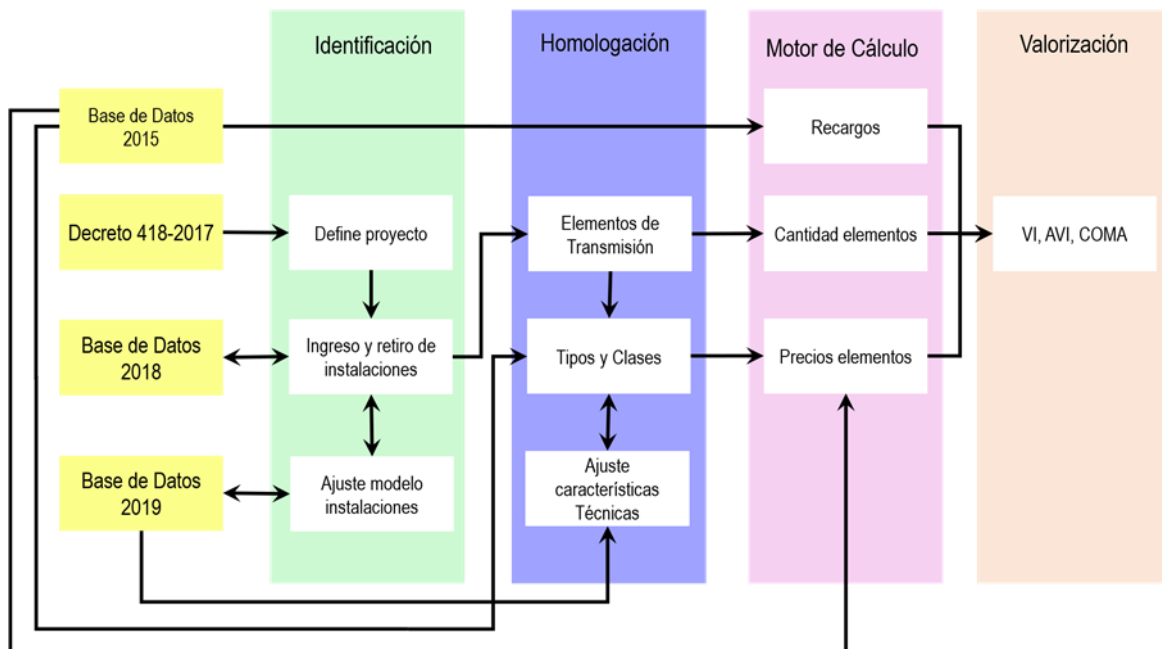 Identificación
Homologación
Motor de Cálculo
Valorización
Base de Datos
2015
Recargos
Decreto 418-2017
Define proyecto
Elementos de
Transmisión
Cantidad elementos
VI, AVI, COMA
Base de Datos
2018
Ingreso y retiro de
instalaciones
Tipos y Clases
Precios elementos
Base de Datos
2019
Ajuste modelo
instalaciones
Ajuste
características
Técnicas